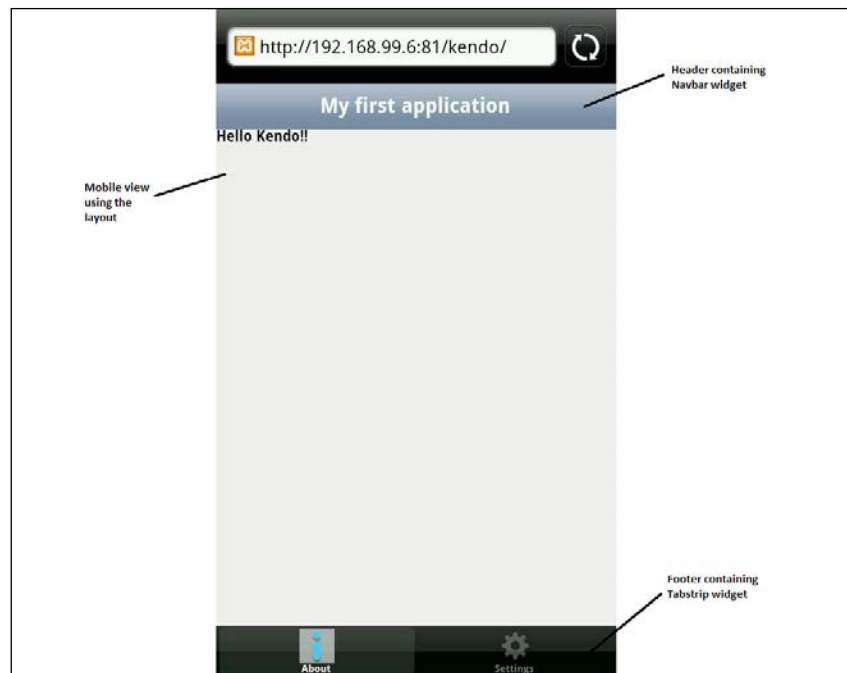 http://192.168.99.6:81/kendo/
Header containing
Navbar widget
My first application
Hello Kendo!!
Mobile view
using the
layout
Footer containing
Tabstrip widget
About
Settings